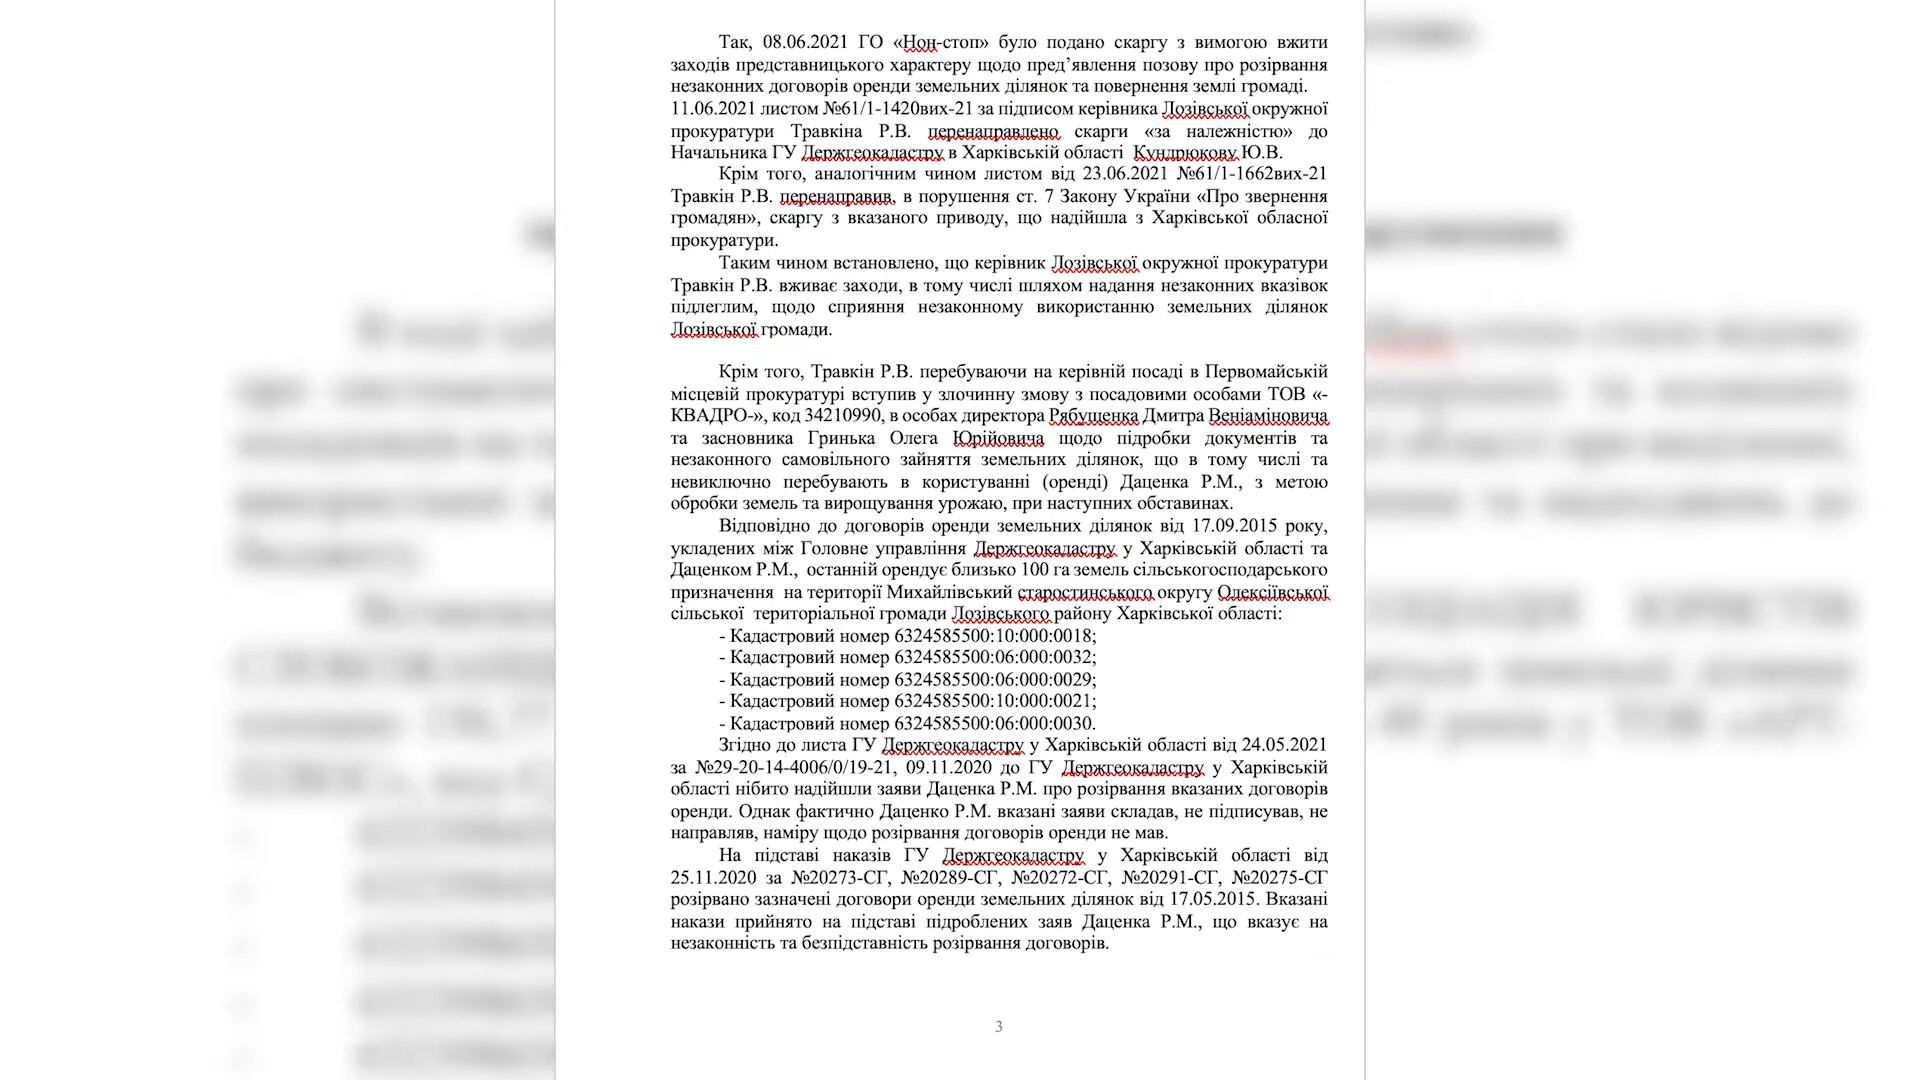 Так, 08.06.2021 ГО «Нон-стоп» було подано скаргу з вимогою вжити
заходів представницького характеру щодо пред’явлення позову про розірвання
незаконних договорів оренди земельних ділянок та повернення землі громаді.
11.06.2021 листом №61/1-1420вих-21 за підписом керівника Лозівської окружної
прокуратури Травкіна Р.В. перенаправлено скарги «за належністю» до
Начальника ГУ Держгеокадастру в Харківській області Кундрюкову Ю.В.
Крім того, аналогічним чином листом від 23.06.2021 №61/1-1662вих-21
Травкін Р.В. перенаправив, в порушення ст. 7 Закону України «Про звернення
громадян», скаргу з вказаного приводу, що надійшла з Харківської обласної
прокуратури.
Таким чином встановлено, що керівник Лозівської окружної прокуратури
Травкін Р.В. вживає заходи, в тому числі шляхом надання незаконних вказівок
підлеглим, щодо сприяння незаконному використанню земельних ділянок
Лозівської громади.
Крім того, Травкін Р.В. перебуваючи на керівній посаді в Первомайській
місцевій прокуратурі вступив у злочинну змову з посадовими особами ТОВ «-
КВАДРО-», код 34210990, в особах директора Рябущенка Дмитра Веніаміновича
та засновника Гринька Олега Юрійовича щодо підробки документів та
незаконного самовільного зайняття земельних ділянок, що в тому числі та
невиключно перебувають в користуванні (оренді) Даценка Р.М., з метою
обробки земель та вирощування урожаю, при наступних обставинах.
Відповідно до договорів оренди земельних ділянок від 17.09.2015 року,
укладених між Головне управління Держгеокадастру у Харківській області та
Даценком Р.М., останній орендує близько 100 га земель сільськогосподарського
призначення на території Михайлівський старостинського округу Олексіївської
сільської територіальної громади Лозівського району Харківської області:
- Кадастровий номер 6324585500:10:000:0018;
- Кадастровий номер 6324585500:06:000:0032;
- Кадастровий номер 6324585500:06:000:0029;
- Кадастровий номер 6324585500:10:000:0021;
- Кадастровий номер 6324585500:06:000:0030.
Згідно до листа ГУ Держгеокадастру у Харківській області від 24.05.2021
за №29-20-14-4006/0/19-21, 09.11.2020 до ГУ Держгеокадастру у Харківській
області нібито надійшли заяви Даценка Р.М. про розірвання вказаних договорів
оренди. Однак фактично Даценко Р.М. вказані заяви складав, не підписував, не
направляв, наміру щодо розірвання договорів оренди не мав.
На підставі наказів ГУ Держгеокадастру у Харківській області від
25.11.2020 за №20273-СГ, №20289-СГ, №20272-СГ, №20291-СГ, №20275-СГ
розірвано зазначені договори оренди земельних ділянок від 17.05.2015. Вказані
накази прийнято на підставі підроблених заяв Даценка Р.М., що вказує на
незаконність та безпідставність розірвання договорів.
3